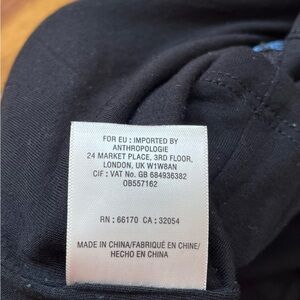 FOR EU : IMPORTED BY
ANTHROPOLOGIE
24 MARKET PLACE, 3RD FLOOR,
LONDON, UK W1W8AN
CIF : VAT No. GB 684936382
OB557162
RN : 66170 CA : 32054
MADE IN CHINA/FABRIQUÉ EN CHINE/
HECHO EN CHINA